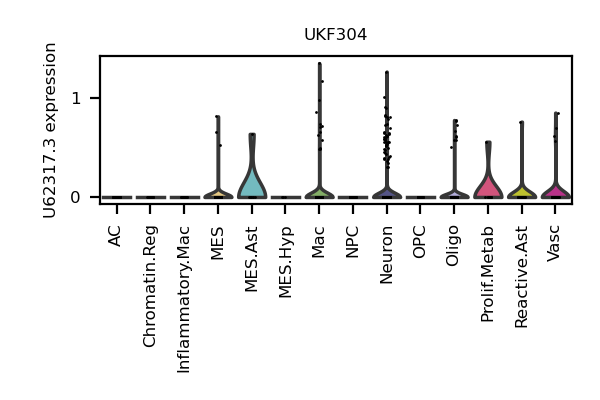 UKF304
U62317.3 expression
1
0
AC
Chromatin.Reg
Inflammatory.Mac
MES
MES.Ast
MES.Hyp
Mac
NPC
Neuron
OPC
Oligo
Prolif.Metab
Reactive.Ast
Vasc